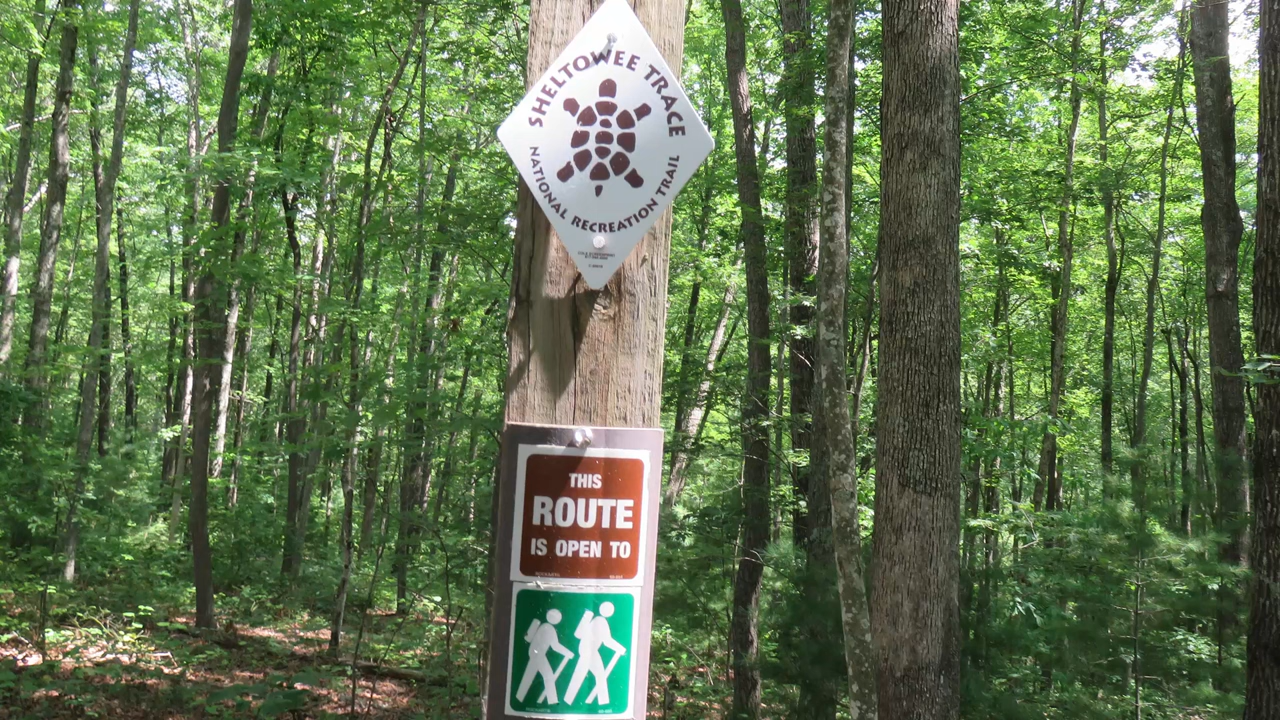 SHELTOWEE TRACE
NATIONAL RECREATION TRAIL
THIS
ROUTE
IS OPEN TO